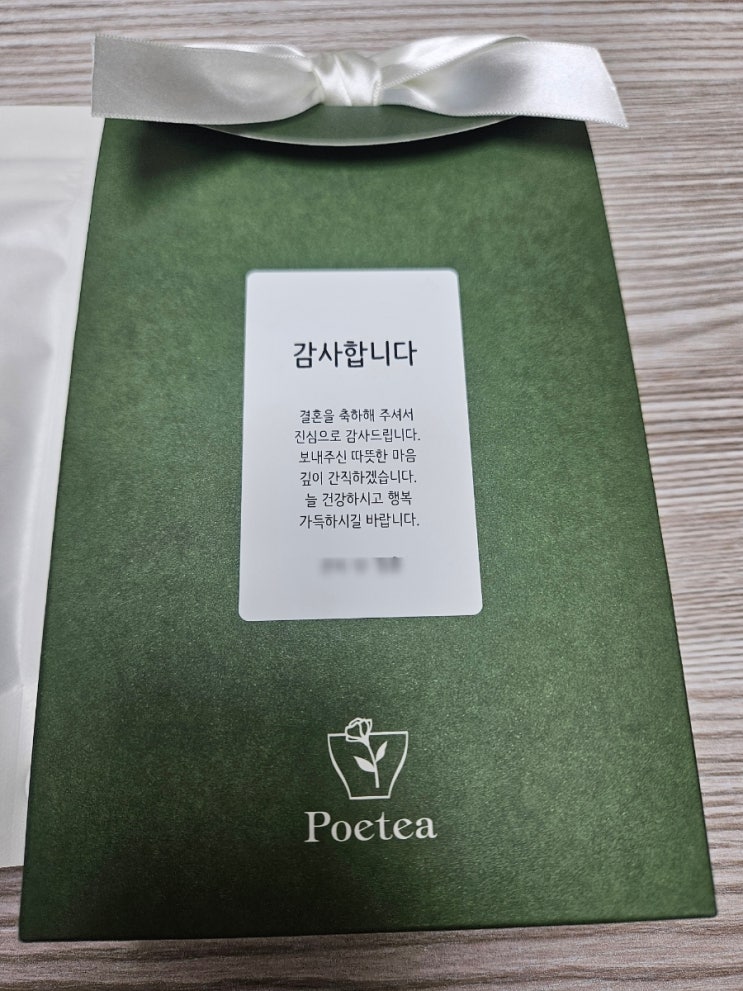 감사합니다
결혼을 축하해 주셔서
진심으로 감사드립니다.
보내주신 따뜻한 마음
깊이 간직하겠습니다.
늘 건강하시고 행복
가득하시길 바랍니다.
Poetea